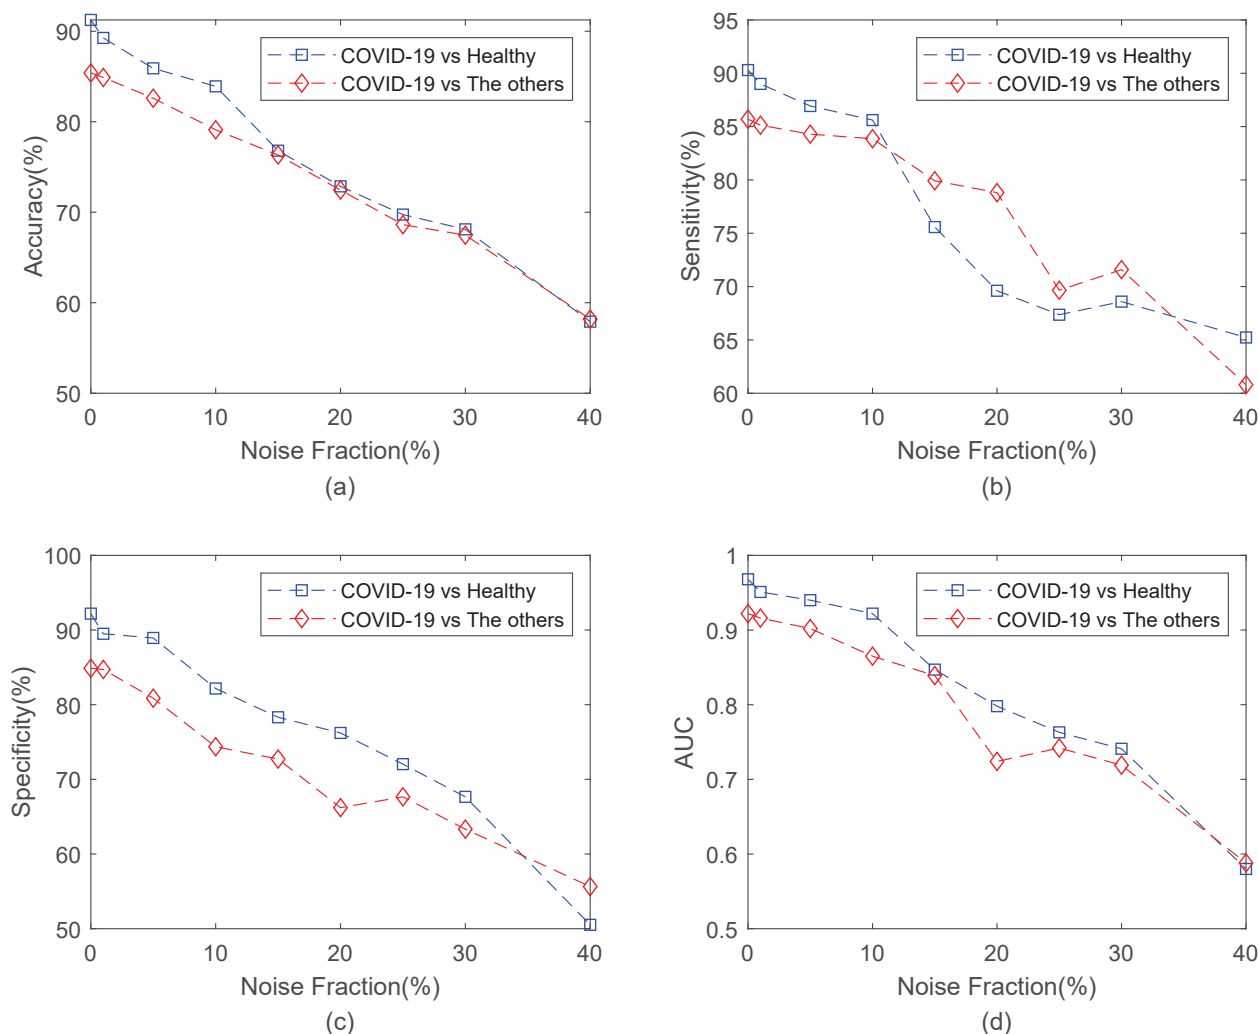 90
80
70
60
50
0
10
20
30
40
Accuracy(%)
Noise Fraction(%)
COVID-19 vs Healthy
COVID-19 vs The others
(a)
95
90
85
80
75
70
65
60
0
10
20
30
40
Sensitivity(%)
Noise Fraction(%)
COVID-19 vs Healthy
COVID-19 vs The others
(b)
100
90
80
70
60
50
0
10
20
30
40
Specificity(%)
Noise Fraction(%)
COVID-19 vs Healthy
COVID-19 vs The others
(c)
1
0.9
0.8
0.7
0.6
0.5
0
10
20
30
40
AUC
Noise Fraction(%)
COVID-19 vs Healthy
COVID-19 vs The others
(d)